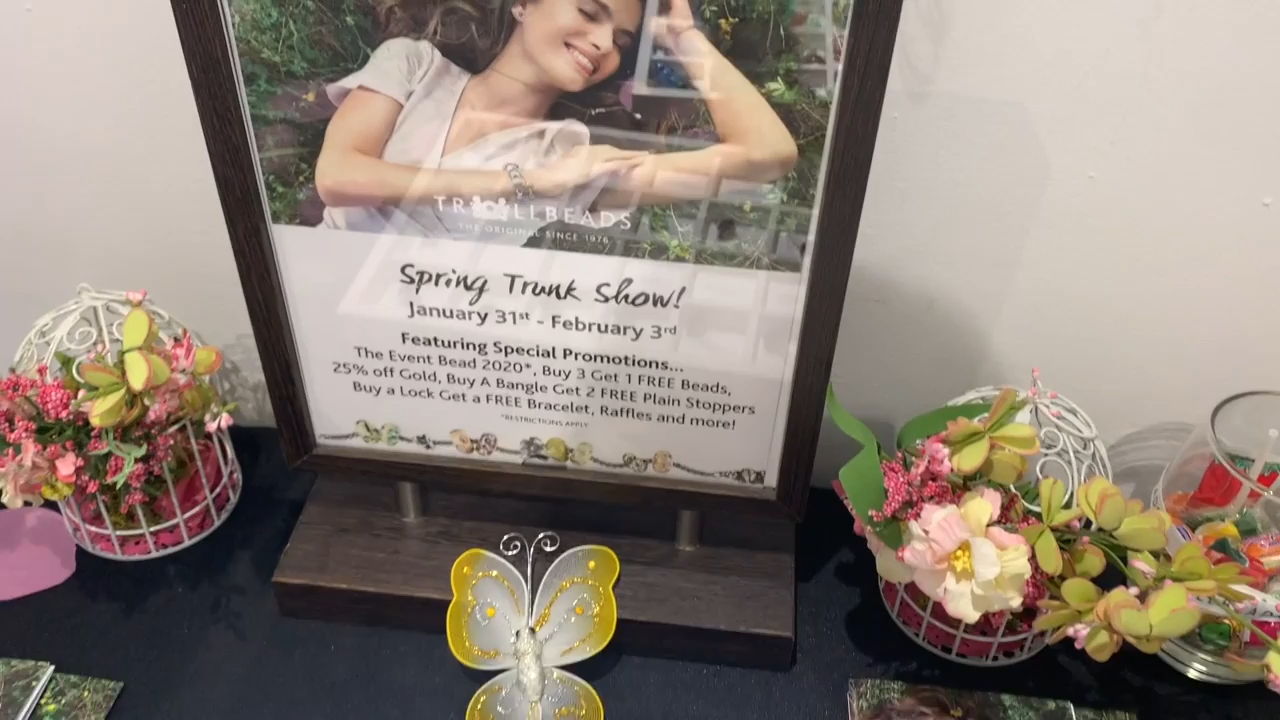 TROLLBEADS
THE ORIGINAL SINCE 1976
Spring Trunk Show!
January 31st - February 3rd
Featuring Special Promotions...
The Event Bead 2020*, Buy 3 Get 1 FREE Beads,
25% off Gold, Buy A Bangle Get 2 FREE Plain Stoppers
Buy a Lock Get a FREE Bracelet, Raffles and more!
*RESTRICTIONS APPLY